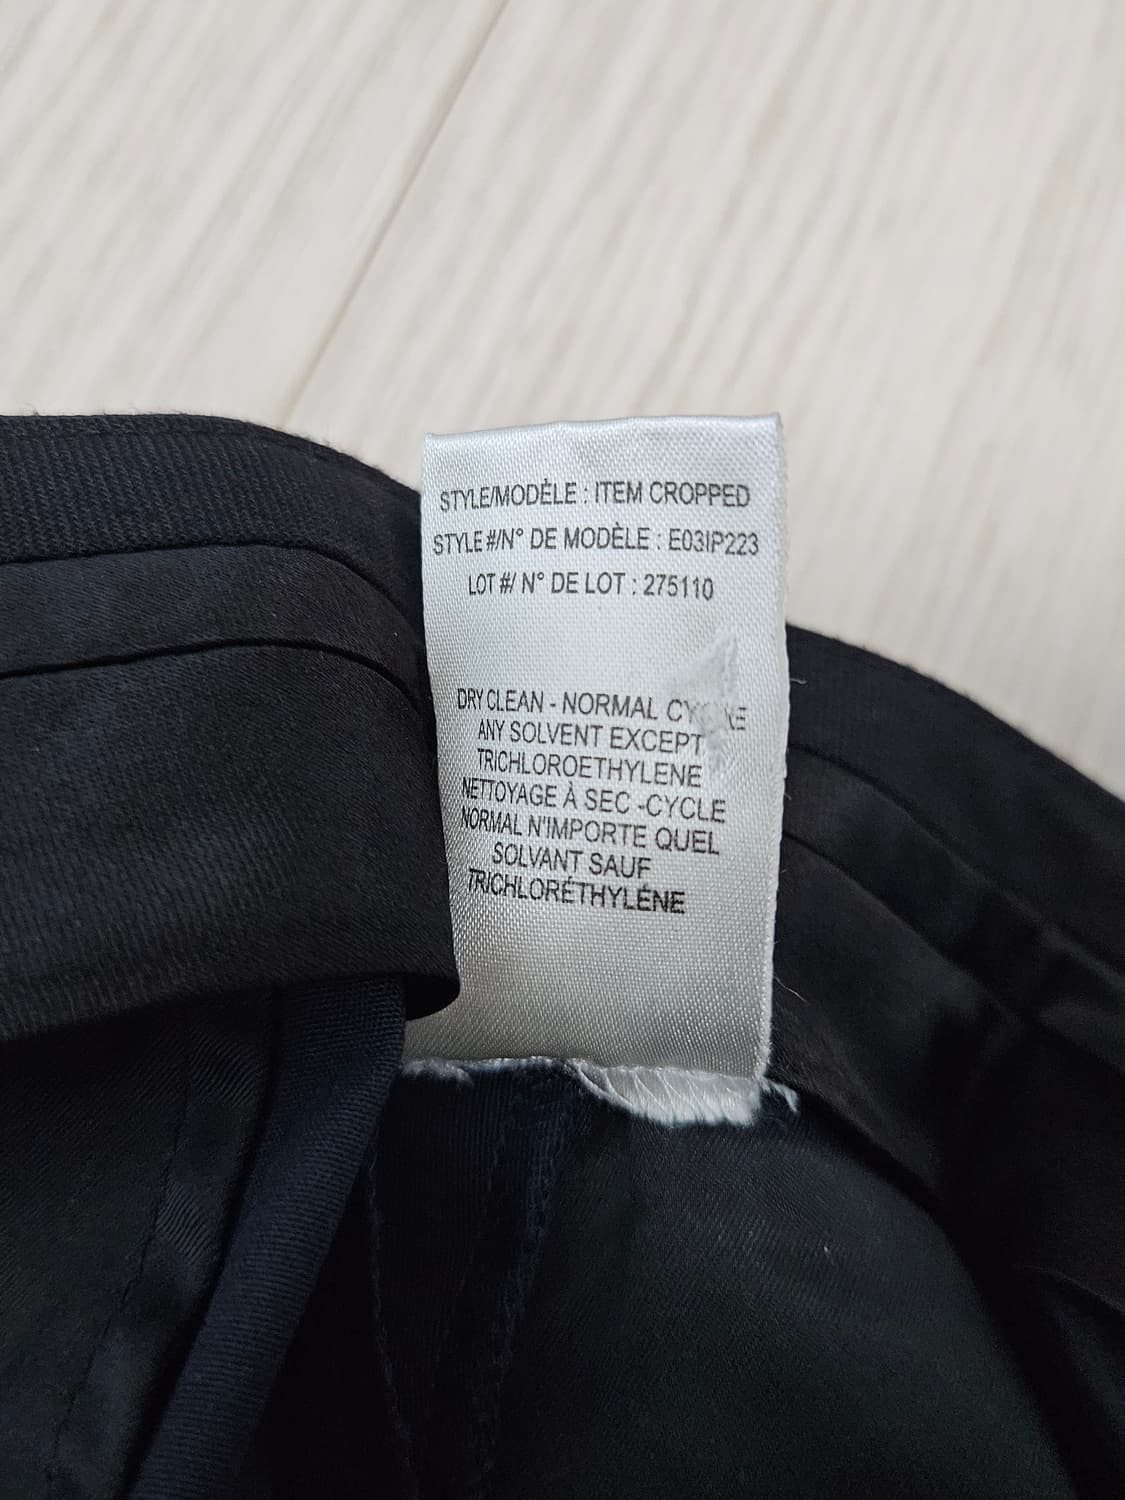 STYLE/MODÈLE : ITEM CROPPED
STYLE #/N° DE MODÈLE : E03IP223
LOT #/ N° DE LOT : 275110
DRY CLEAN - NORMAL
ANY SOLVENT EXCEPT
TRICHLOROETHYLENE
NETTOYAGE À SEC -CYCLE
NORMAL N'IMPORTE QUEL
SOLVANT SAUF
TRICHLORÉTHYLÉNE